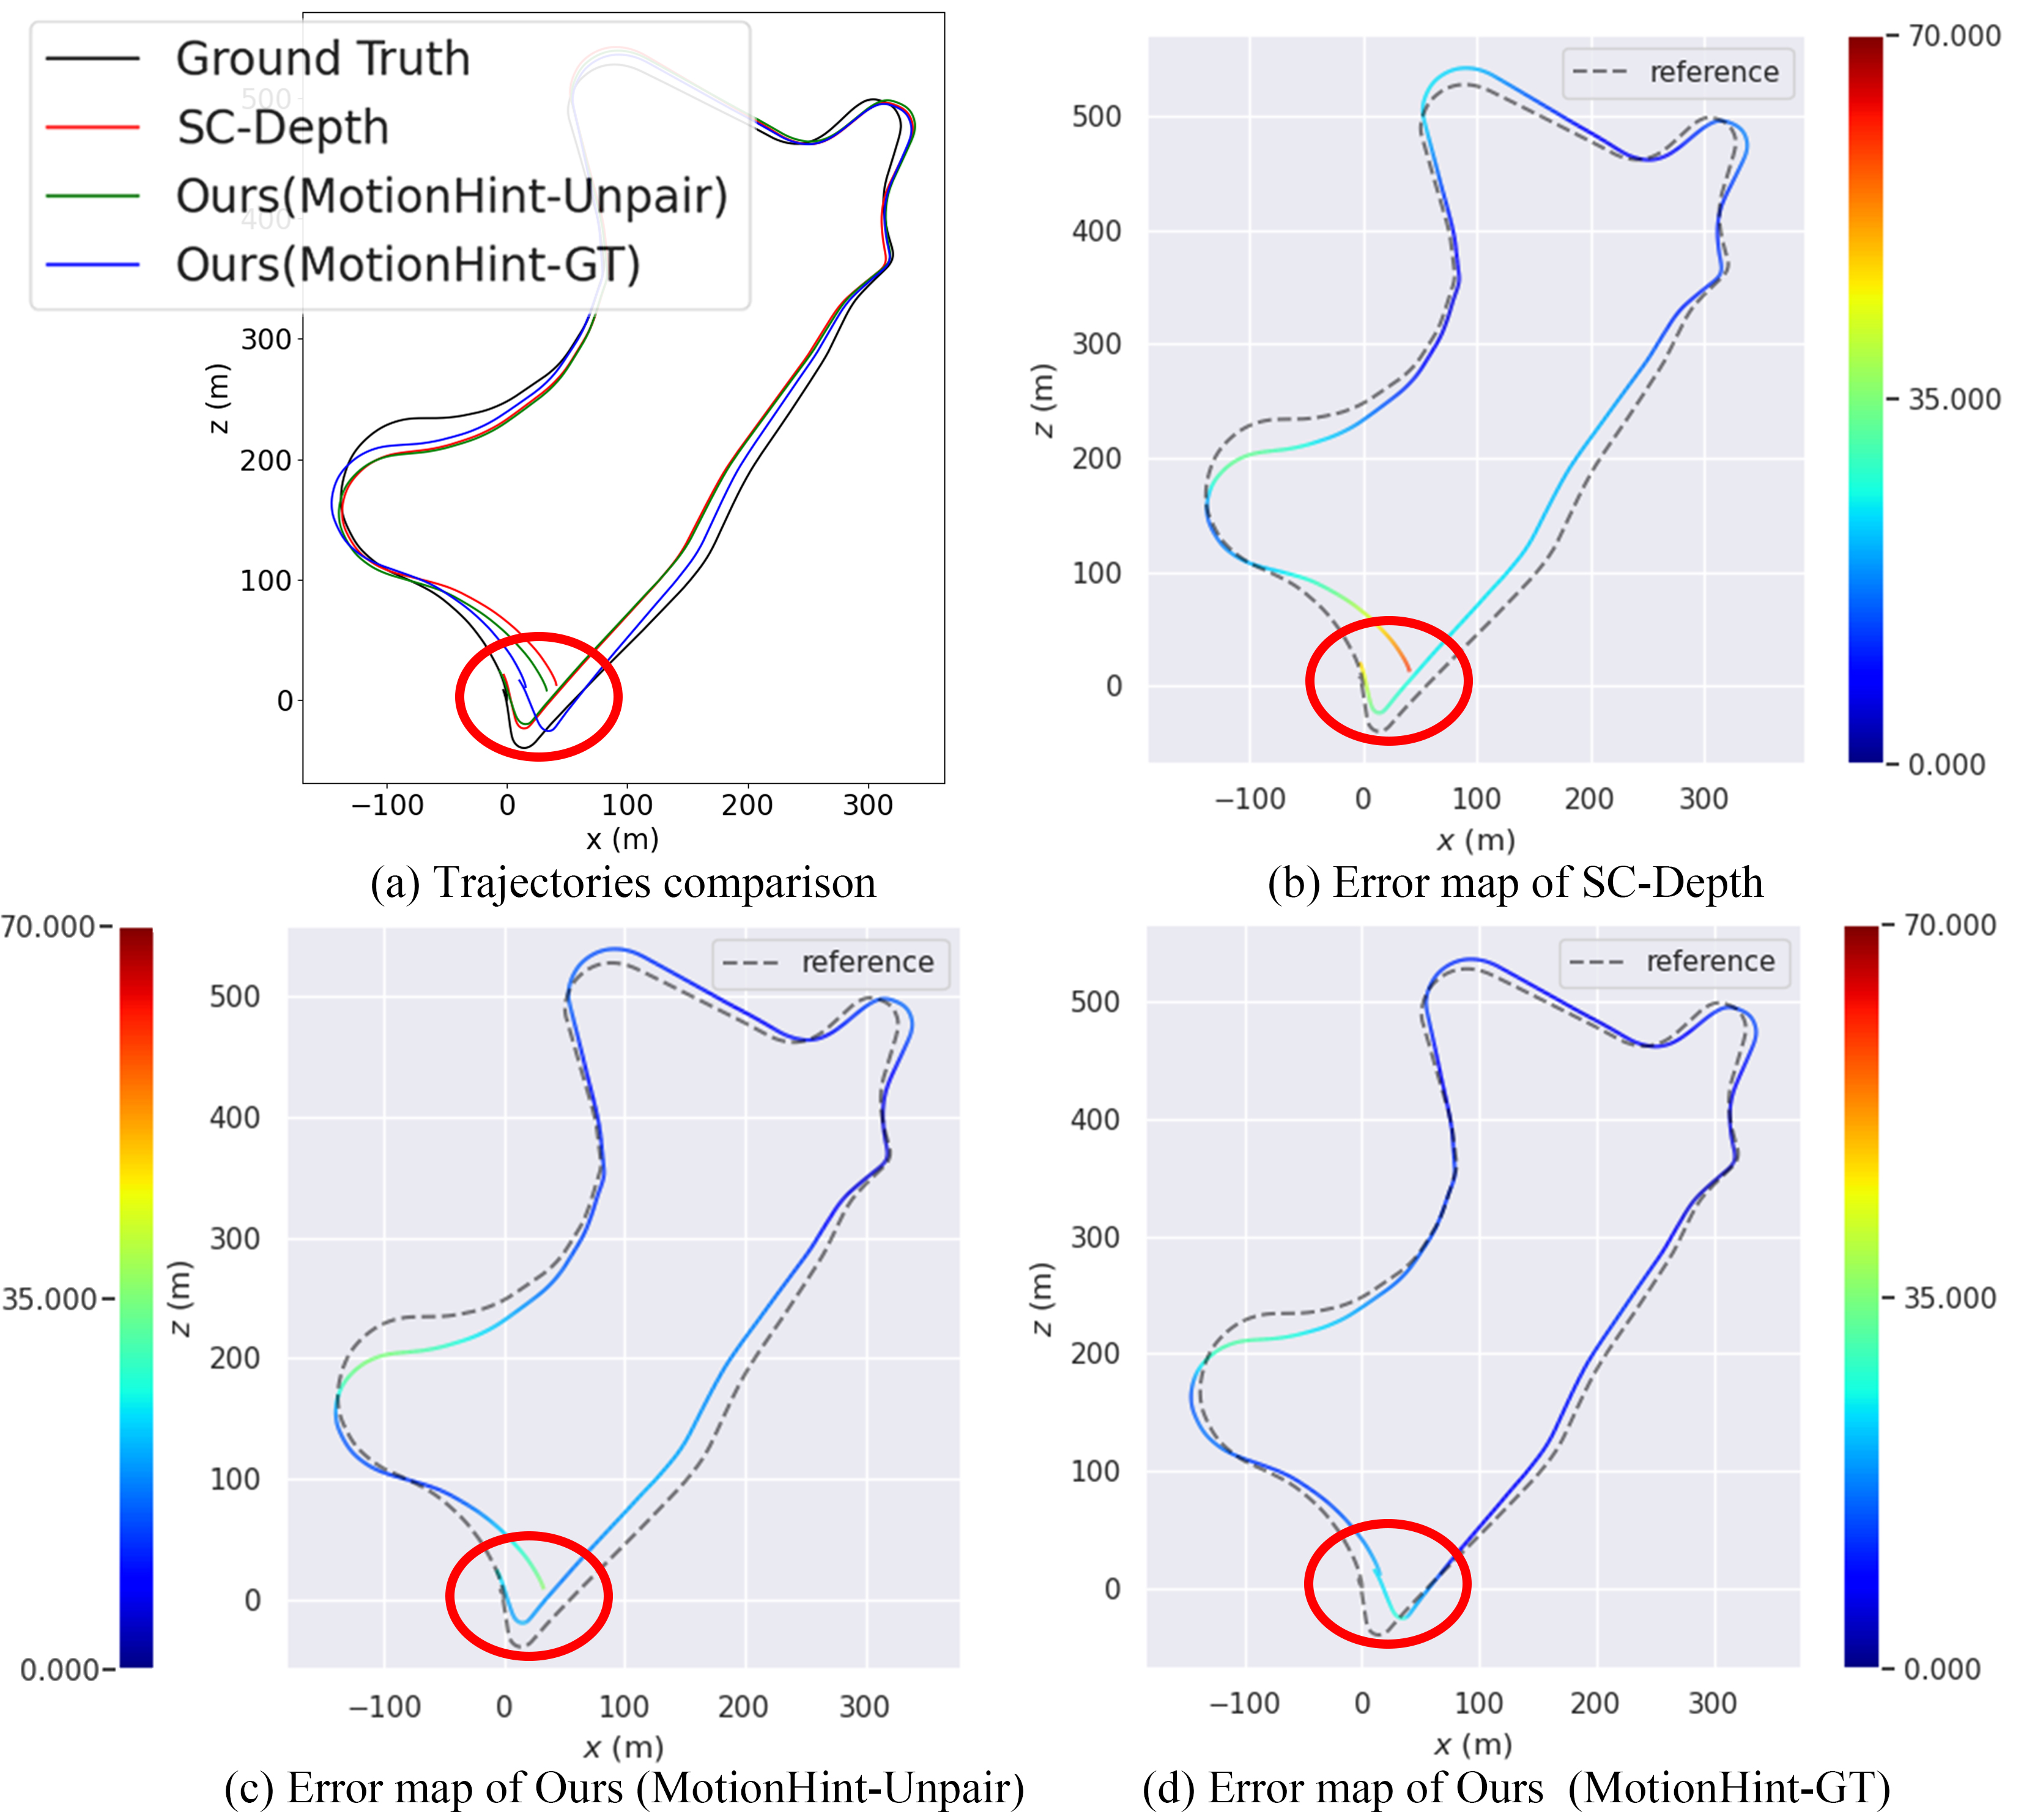 Ground Truth
SC-Depth
Ours(MotionHint-Unpair)
Ours(MotionHint-GT)
500
400
300
200
100
0
z (m)
−100 0 100 200 300
x (m)
(a) Trajectories comparison
reference
500
400
300
200
100
0
z (m)
−100 0 100 200 300
x (m)
70.000
35.000
0.000
(b) Error map of SC-Depth
70.000
35.000
0.000
reference
500
400
300
200
100
0
z (m)
−100 0 100 200 300
x (m)
(c) Error map of Ours (MotionHint-Unpair)
reference
500
400
300
200
100
0
z (m)
−100 0 100 200 300
x (m)
70.000
35.000
0.000
(d) Error map of Ours (MotionHint-GT)